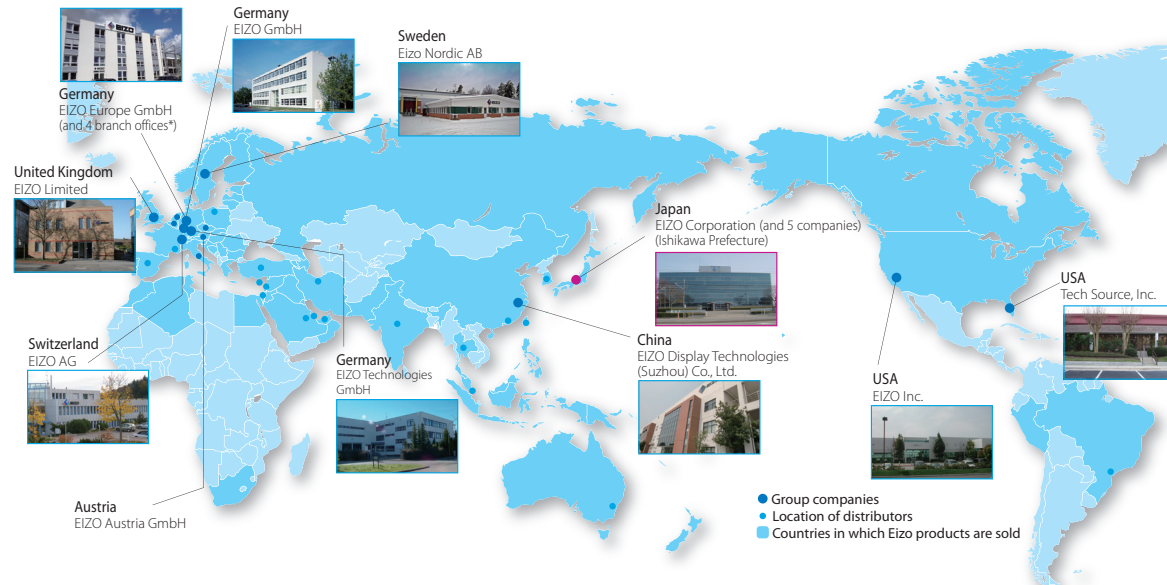 Germany
EIZO GmbH
Sweden
Eizo Nordic AB
EIZO
Germany
EIZO Europe GmbH
(and 4 branch offices*)
United Kingdom
EIZO Limited
Japan
EIZO Corporation (and 5 companies)
(Ishikawa Prefecture)
USA
Tech Source, Inc.
Switzerland
EIZO AG
Germany
EIZO Technologies
GmbH
China
EIZO Display Technologies
(Suzhou) Co., Ltd.
USA
EIZO Inc.
Austria
EIZO Austria GmbH
Group companies
Location of distributors
Countries in which Eizo products are sold